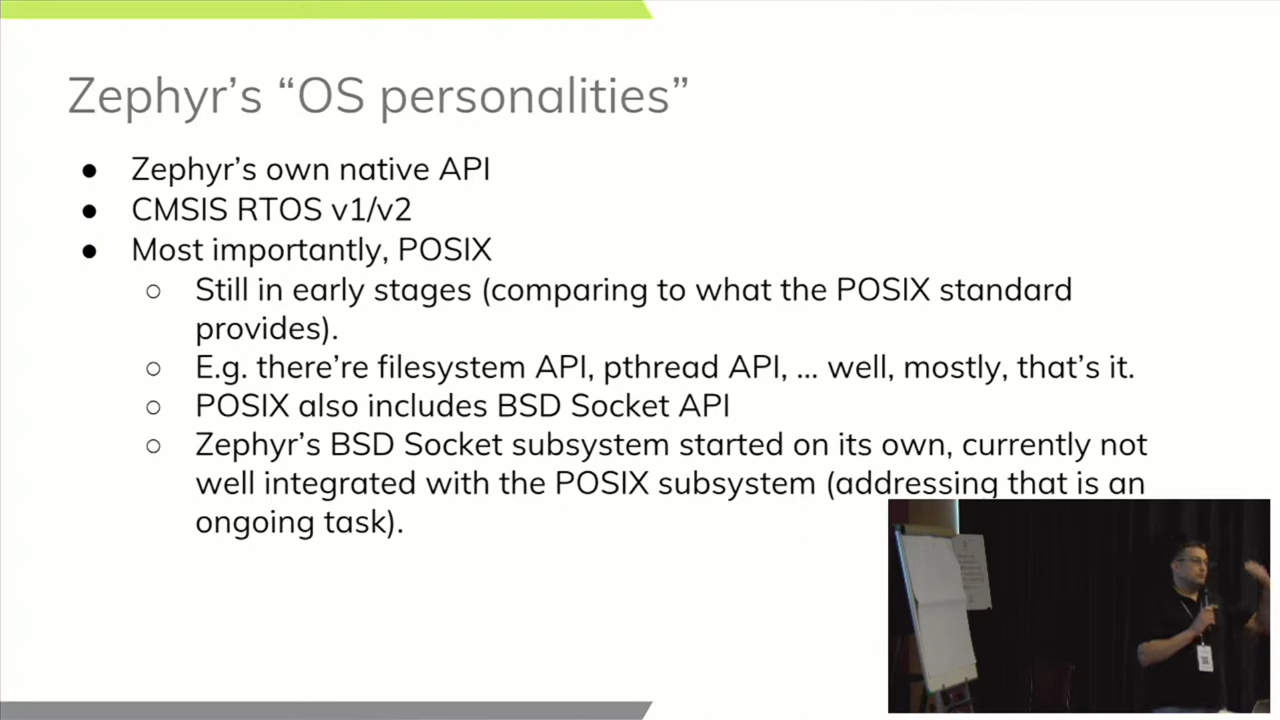 Zephyr’s “OS personalities”
● Zephyr’s own native API
● CMSIS RTOS v1/v2
● Most importantly, POSIX
○ Still in early stages (comparing to what the POSIX standard
provides).
○ E.g. there’re filesystem API, pthread API, ... well, mostly, that’s it.
○ POSIX also includes BSD Socket API
○ Zephyr’s BSD Socket subsystem started on its own, currently not
well integrated with the POSIX subsystem (addressing that is an
ongoing task).